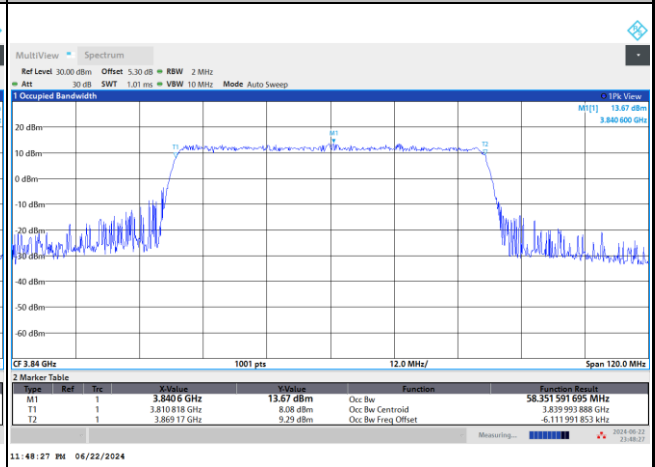 MultiView Spectrum
Ref Level 30.00 dBm Offset 5.30 dB RBW 2 MHz
Att 30 dB SWT 1.01 ms VBW 10 MHz Mode Auto Sweep
1 Occupied Bandwidth 1Pk View
M1[1] 13.67 dBm
3.840 600 GHz
M1
T1
T2
20 dBm
10 dBm
0 dBm
-10 dBm
-20 dBm
-30 dBm
-40 dBm
-50 dBm
-60 dBm
CF 3.84 GHz 1001 pts 12.0 MHz/ Span 120.0 MHz
2 Marker Table
Type Ref Trc X-Value Y-Value Function Function Result
M1 1 3.840 6 GHz 13.67 dBm Occ Bw 58.351 591 695 MHz
T1 1 3.810 818 GHz 8.08 dBm Occ Bw Centroid 3.839 993 888 GHz
T2 1 3.869 17 GHz 9.29 dBm Occ Bw Freq Offset -6.111 991 853 kHz
Measuring... 2024-06-22
23:48:27
11:48:27 PM 06/22/2024